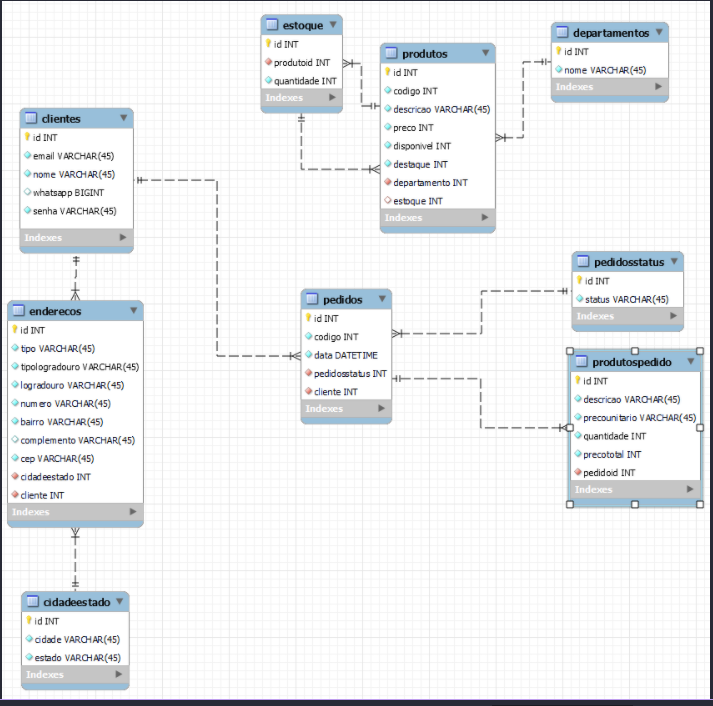 estoque
id INT
produtoid INT
quantidade INT
Indexes
produtos
id INT
codigo INT
descricao VARCHAR(45)
preco INT
disponivel INT
destaque INT
departamento INT
estoque INT
Indexes
departamentos
id INT
nome VARCHAR(45)
Indexes
clientes
id INT
email VARCHAR(45)
nome VARCHAR(45)
whatsapp BIGINT
senha VARCHAR(45)
Indexes
enderecos
id INT
tipo VARCHAR(45)
tipologradouro VARCHAR(45)
logradouro VARCHAR(45)
numero VARCHAR(45)
bairro VARCHAR(45)
complemento VARCHAR(45)
cep VARCHAR(45)
cidadeestado INT
cliente INT
Indexes
pedidos
id INT
codigo INT
data DATETIME
pedidosstatus INT
cliente INT
Indexes
pedidosstatus
id INT
status VARCHAR(45)
Indexes
produtospedido
id INT
descricao VARCHAR(45)
precounitario VARCHAR(45)
quantidade INT
precototal INT
pedidoid INT
Indexes
cidadeestado
id INT
cidade VARCHAR(45)
estado VARCHAR(45)
Indexes